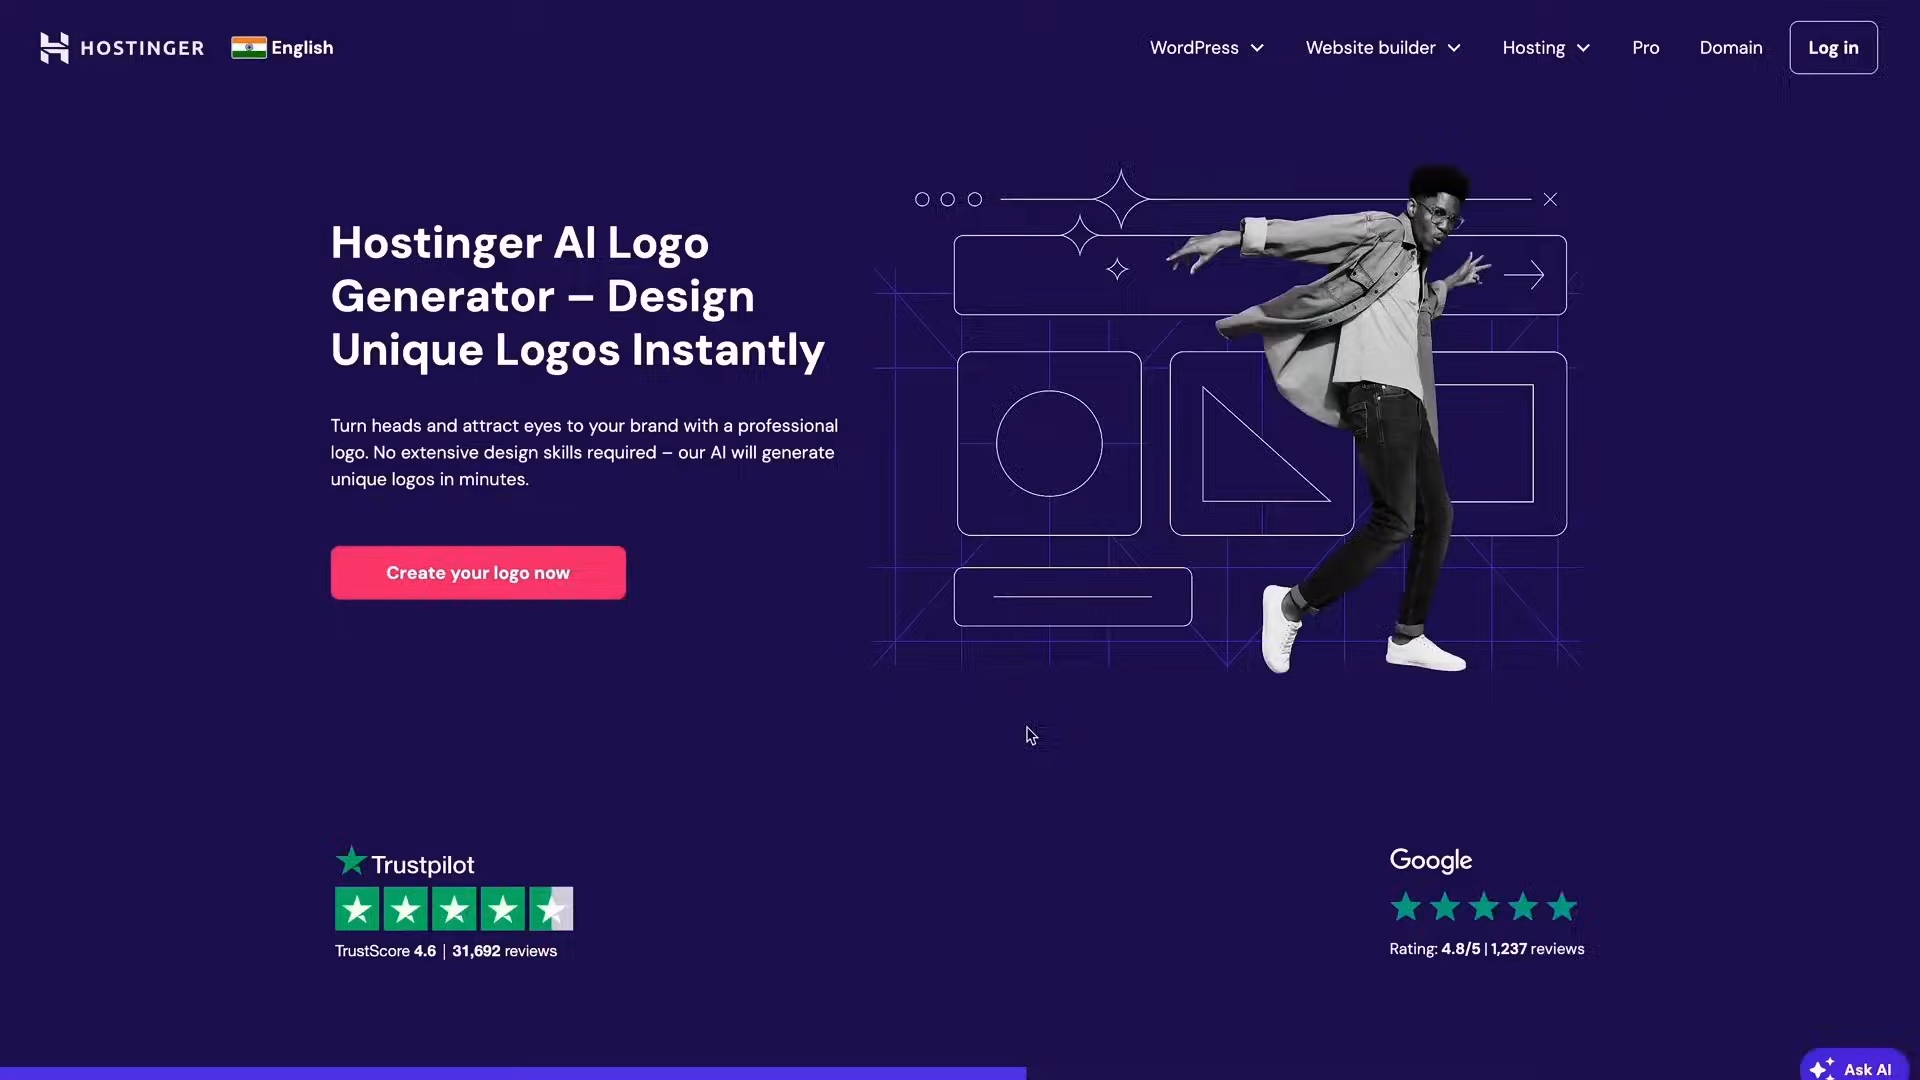 HOSTINGER
English
WordPress
Website builder
Hosting
Pro
Domain
Log in
Hostinger AI Logo
Generator – Design
Unique Logos Instantly
Turn heads and attract eyes to your brand with a professional
logo. No extensive design skills required – our AI will generate
unique logos in minutes.
Create your logo now
Trustpilot
TrustScore 4.6 | 31,692 reviews
Google
Rating: 4.8/5 | 1,237 reviews
Ask AI